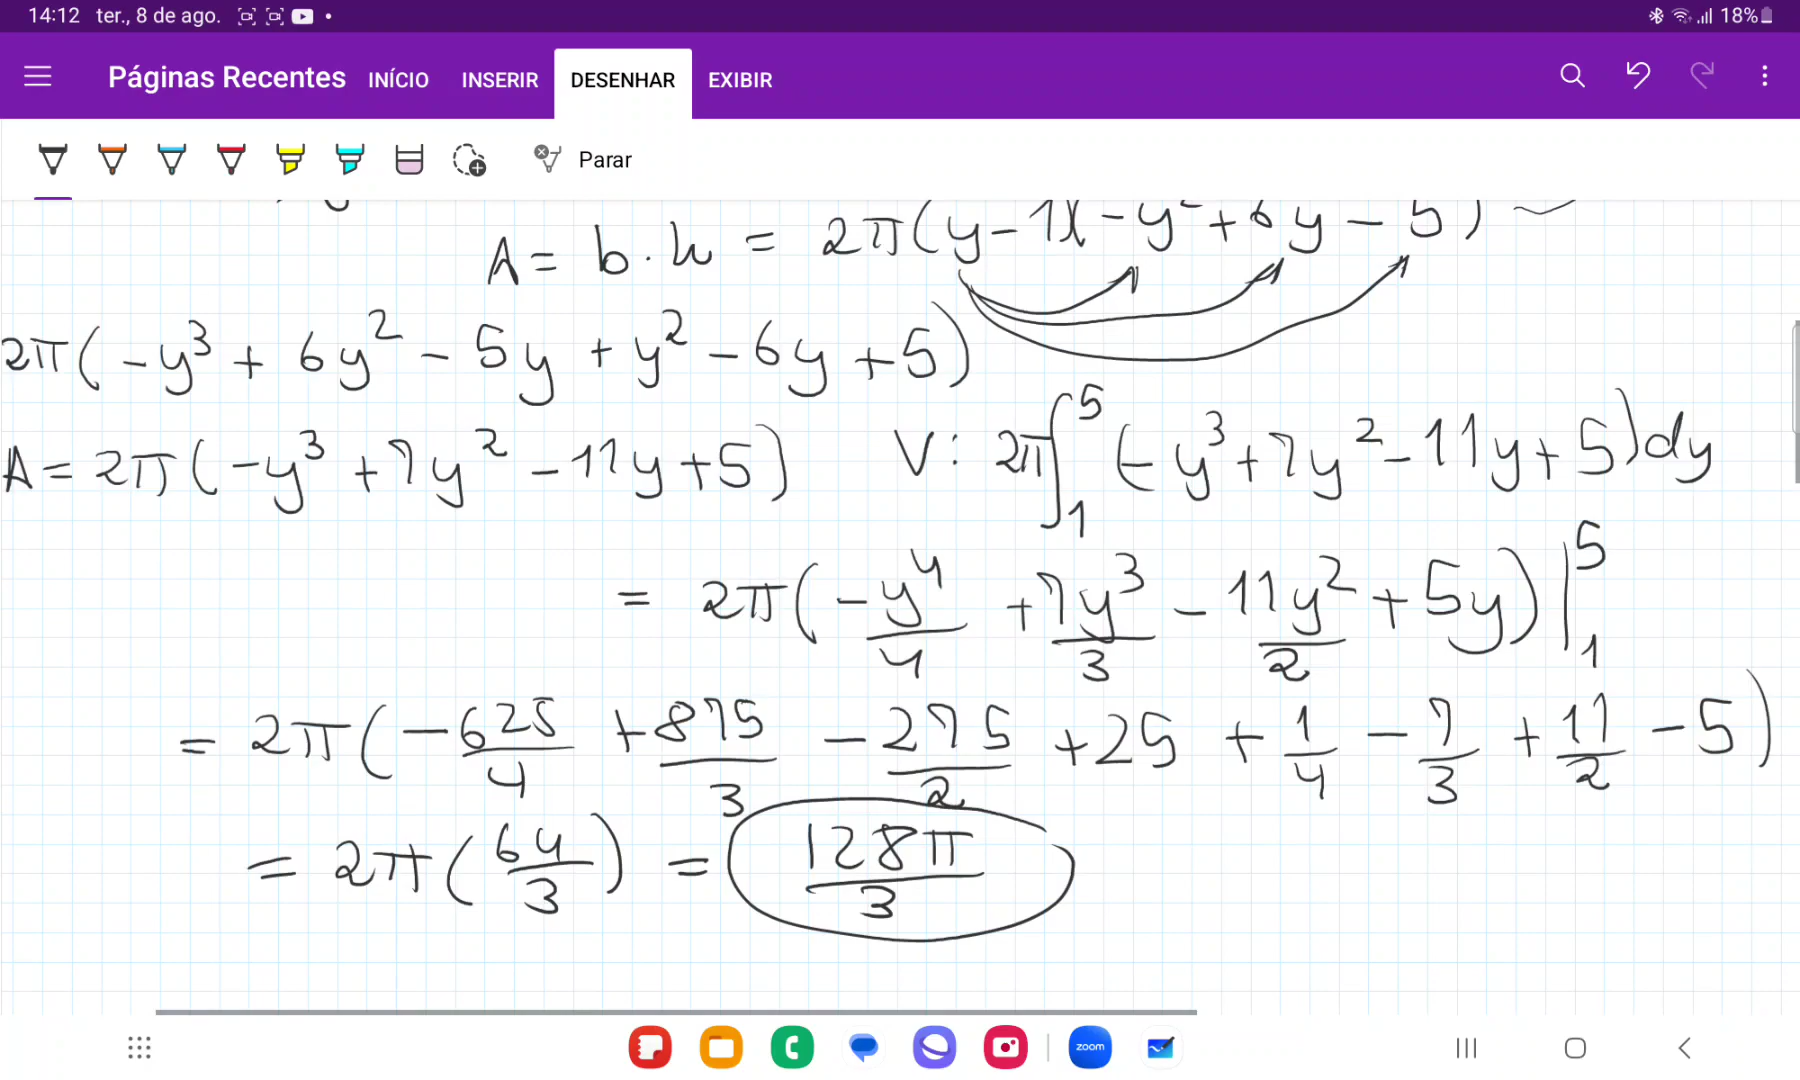 14:12 ter., 8 de ago. 18%
Páginas Recentes INÍCIO INSERIR DESENHAR EXIBIR
Parar
A = b . h = 2π(y-1)(-y²+6y-5)
2π(-y³+6y²-5y+y²-6y+5)
A = 2π(-y³+7y²-11y+5) V: 2π∫₁⁵(-y³+7y²-11y+5)dy
= 2π(-y⁴/4+7y³/3-11y²/2+5y)|₁⁵
= 2π(-625/4+875/3-275/2+25+1/4-7/3+11/2-5)
= 2π(64/3) = 128π/3
zoom